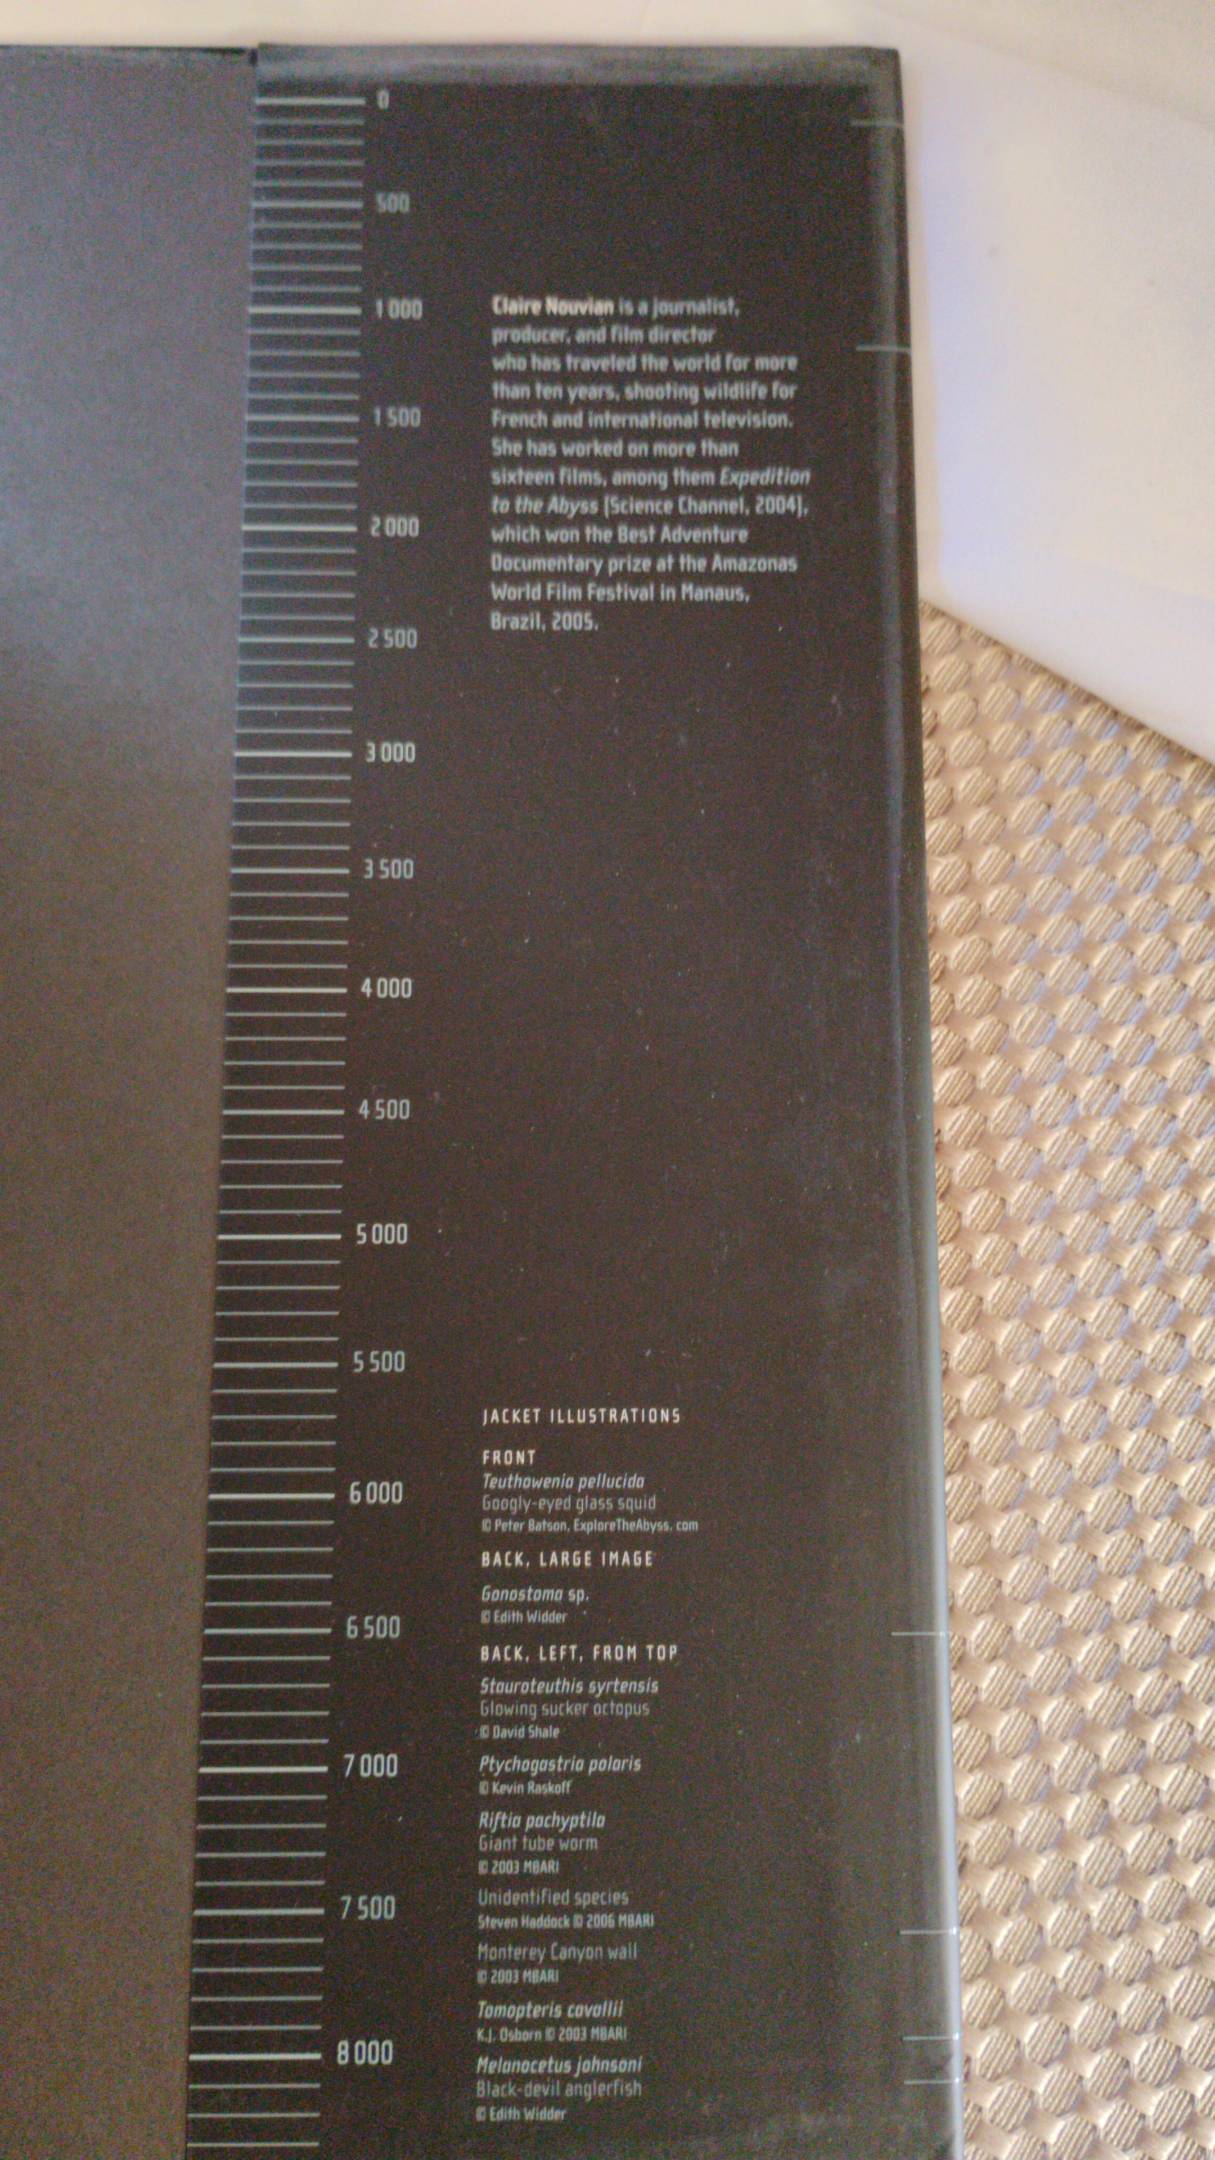 0
500
1 000
1 500
2 000
2 500
3 000
3 500
4 000
4 500
5 000
5 500
6 000
6 500
7 000
7 500
8 000
Claire Nouvian is a journalist,
producer, and film director
who has traveled the world for more
than ten years, shooting wildlife for
French and international television.
She has worked on more than
sixteen films, among them Expedition
to the Abyss (Science Channel, 2004),
which won the Best Adventure
Documentary prize at the Amazonas
World Film Festival in Manaus,
Brazil, 2005.
JACKET ILLUSTRATIONS
FRONT
Teuthowenia pellucida
Googly-eyed glass squid
© Peter Batson, ExploreTheAbyss. com
BACK, LARGE IMAGE
Gonostoma sp.
© Edith Widder
BACK, LEFT, FROM TOP
Stauroteuthis syrtensis
Glowing sucker octopus
© David Shale
Ptychogastria polaris
© Kevin Raskoff
Riftia pachyptila
Giant tube worm
© 2003 MBARI
Unidentified species
Steven Haddock © 2006 MBARI
Monterey Canyon wall
© 2003 MBARI
Tomopteris cavallii
K.J. Osborn © 2003 MBARI
Melanocetus johnsoni
Black-devil anglerfish
© Edith Widder